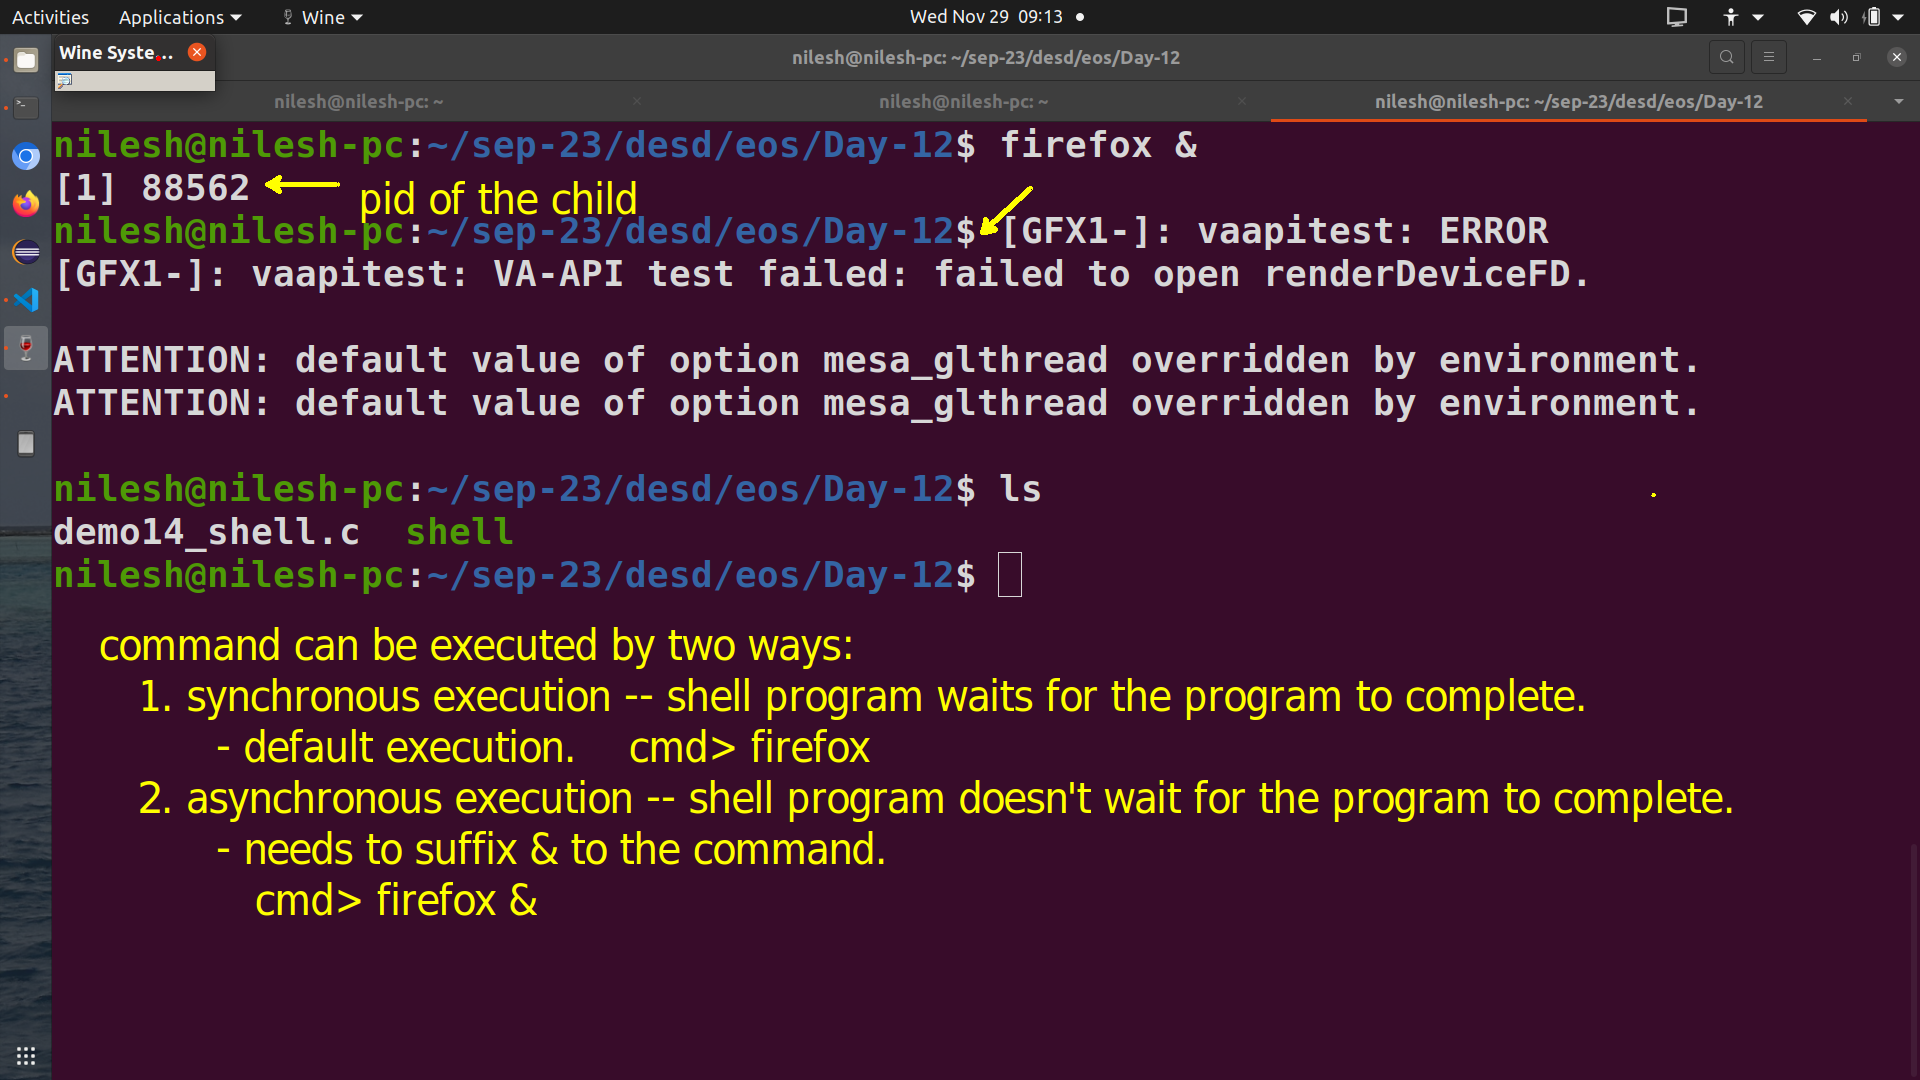 Activities Applications Wine Wed Nov 29 09:13
Wine Syste...
nilesh@nilesh-pc: ~/sep-23/desd/eos/Day-12
nilesh@nilesh-pc: ~ nilesh@nilesh-pc: ~ nilesh@nilesh-pc: ~/sep-23/desd/eos/Day-12
nilesh@nilesh-pc:~/sep-23/desd/eos/Day-12$ firefox &
[1] 88562 pid of the child
nilesh@nilesh-pc:~/sep-23/desd/eos/Day-12$ [GFX1-]: vaapitest: ERROR
[GFX1-]: vaapitest: VA-API test failed: failed to open renderDeviceFD.
ATTENTION: default value of option mesa_glthread overridden by environment.
ATTENTION: default value of option mesa_glthread overridden by environment.
nilesh@nilesh-pc:~/sep-23/desd/eos/Day-12$ ls
demo14_shell.c shell
nilesh@nilesh-pc:~/sep-23/desd/eos/Day-12$
command can be executed by two ways:
1. synchronous execution -- shell program waits for the program to complete.
- default execution. cmd> firefox
2. asynchronous execution -- shell program doesn't wait for the program to complete.
- needs to suffix & to the command.
cmd> firefox &